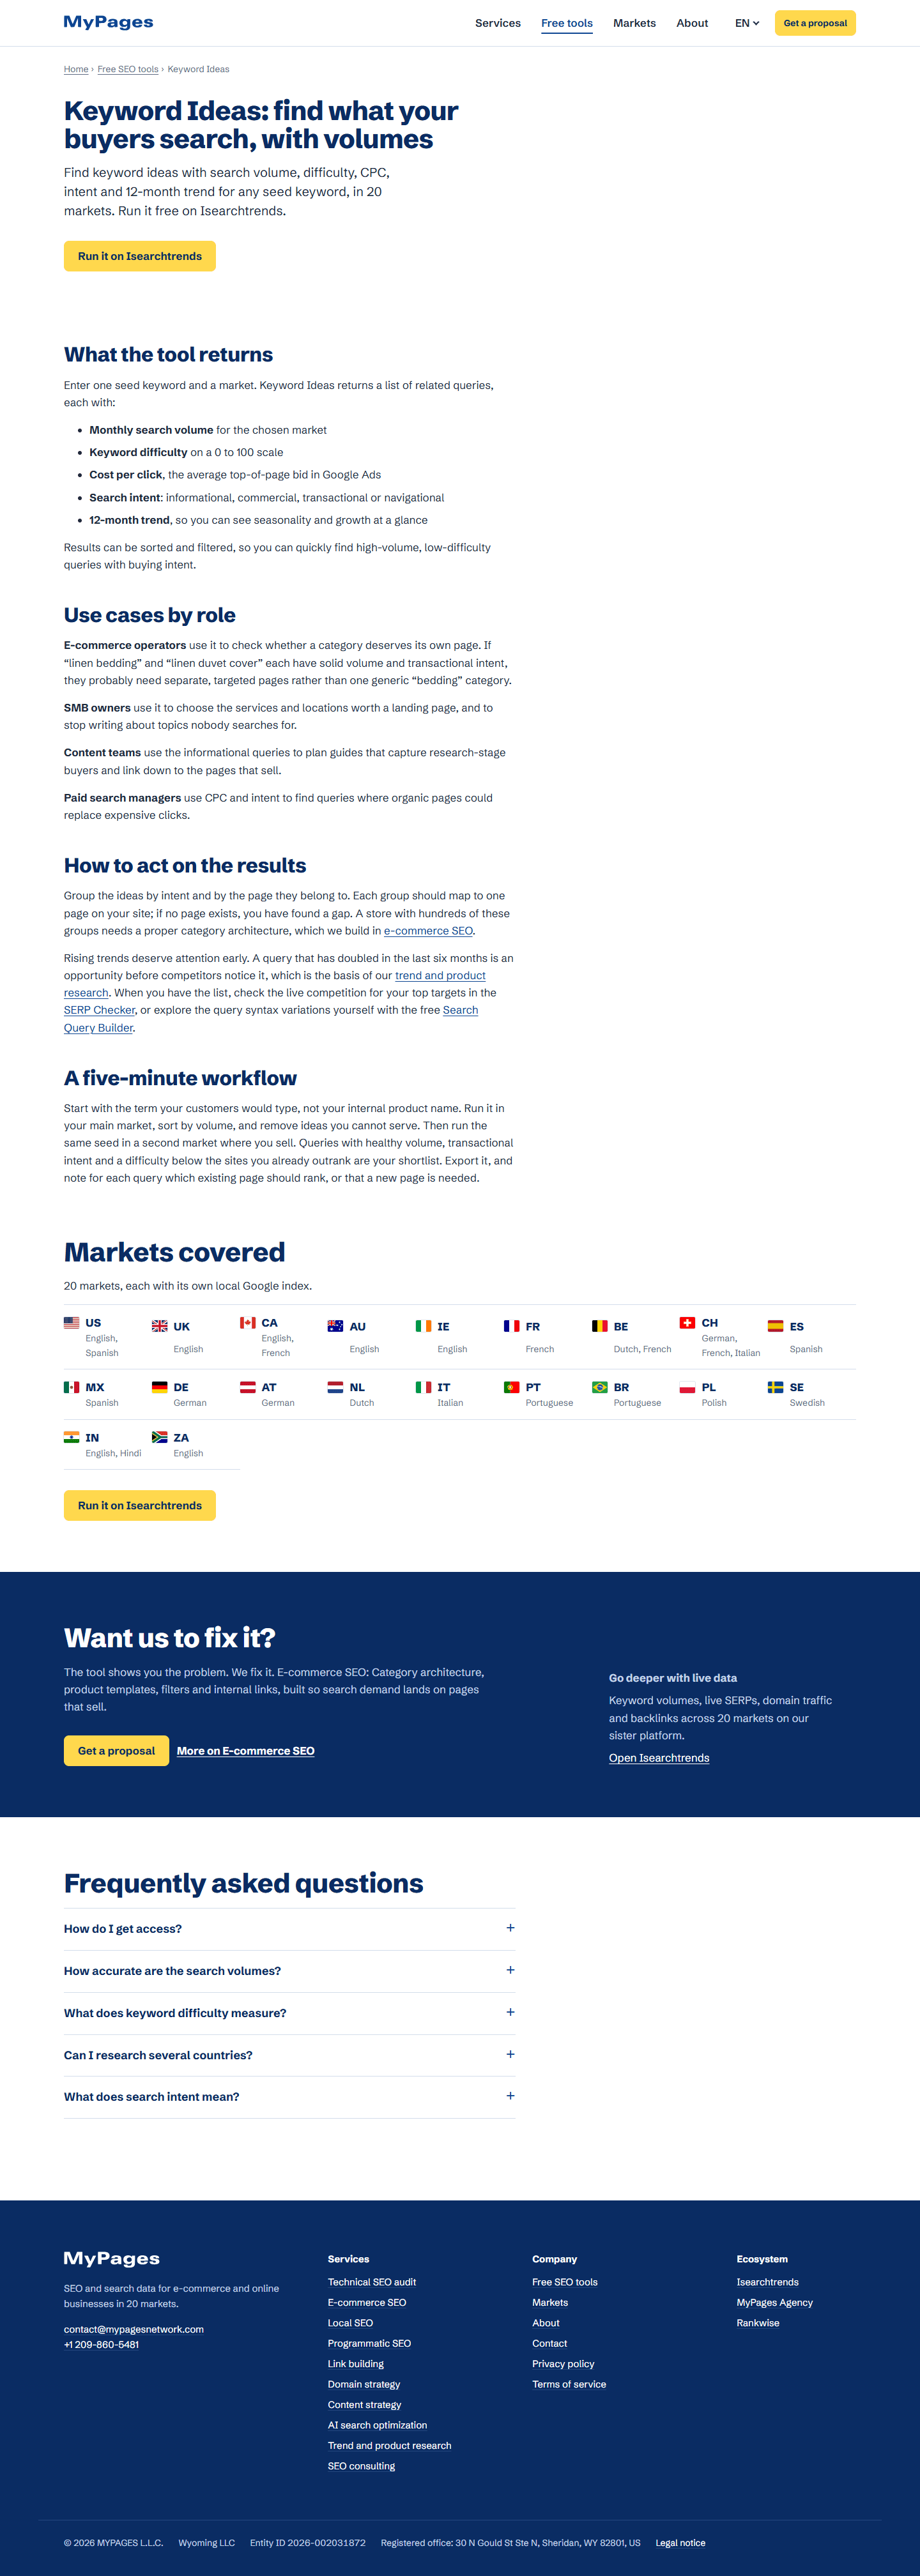 MyPages
Services
Free tools
Markets
About
EN
Get a proposal
Home › Free SEO tools › Keyword Ideas
Keyword Ideas: find what your
buyers search, with volumes
Find keyword ideas with search volume, difficulty, CPC,
intent and 12-month trend for any seed keyword, in 20
markets. Run it free on Isearchtrends.
Run it on Isearchtrends
What the tool returns
Enter one seed keyword and a market. Keyword Ideas returns a list of related queries,
each with:
• Monthly search volume for the chosen market
• Keyword difficulty on a 0 to 100 scale
• Cost per click, the average top-of-page bid in Google Ads
• Search intent: informational, commercial, transactional or navigational
• 12-month trend, so you can see seasonality and growth at a glance
Results can be sorted and filtered, so you can quickly find high-volume, low-difficulty
queries with buying intent.
Use cases by role
E-commerce operators use it to check whether a category deserves its own page. If
“linen bedding” and “linen duvet cover” each have solid volume and transactional intent,
they probably need separate, targeted pages rather than one generic “bedding” category.
SMB owners use it to choose the services and locations worth a landing page, and to
stop writing about topics nobody searches for.
Content teams use the informational queries to plan guides that capture research-stage
buyers and link down to the pages that sell.
Paid search managers use CPC and intent to find queries where organic pages could
replace expensive clicks.
How to act on the results
Group the ideas by intent and by the page they belong to. Each group should map to one
page on your site; if no page exists, you have found a gap. A store with hundreds of these
groups needs a proper category architecture, which we build in e-commerce SEO.
Rising trends deserve attention early. A query that has doubled in the last six months is an
opportunity before competitors notice it, which is the basis of our trend and product
research. When you have the list, check the live competition for your top targets in the
SERP Checker, or explore the query syntax variations yourself with the free Search
Query Builder.
A five-minute workflow
Start with the term your customers would type, not your internal product name. Run it in
your main market, sort by volume, and remove ideas you cannot serve. Then run the
same seed in a second market where you sell. Queries with healthy volume, transactional
intent and a difficulty below the sites you already outrank are your shortlist. Export it, and
note for each query which existing page should rank, or that a new page is needed.
Markets covered
20 markets, each with its own local Google index.
US
English,
Spanish
UK
English
CA
English,
French
AU
English
IE
English
FR
French
BE
Dutch, French
CH
German,
French, Italian
ES
Spanish
MX
Spanish
DE
German
AT
German
NL
Dutch
IT
Italian
PT
Portuguese
BR
Portuguese
PL
Polish
SE
Swedish
IN
English, Hindi
ZA
English
Run it on Isearchtrends
Want us to fix it?
The tool shows you the problem. We fix it. E-commerce SEO: Category architecture,
product templates, filters and internal links, built so search demand lands on pages
that sell.
Get a proposal
More on E-commerce SEO
Go deeper with live data
Keyword volumes, live SERPs, domain traffic
and backlinks across 20 markets on our
sister platform.
Open Isearchtrends
Frequently asked questions
How do I get access? +
How accurate are the search volumes? +
What does keyword difficulty measure? +
Can I research several countries? +
What does search intent mean? +
MyPages
SEO and search data for e-commerce and online
businesses in 20 markets.
contact@mypagesnetwork.com
+1 209-860-5481
Services
Technical SEO audit
E-commerce SEO
Local SEO
Programmatic SEO
Link building
Domain strategy
Content strategy
AI search optimization
Trend and product research
SEO consulting
Company
Free SEO tools
Markets
About
Contact
Privacy policy
Terms of service
Ecosystem
Isearchtrends
MyPages Agency
Rankwise
© 2026 MYPAGES L.L.C.
Wyoming LLC
Entity ID 2026-002031872
Registered office: 30 N Gould St Ste N, Sheridan, WY 82801, US
Legal notice